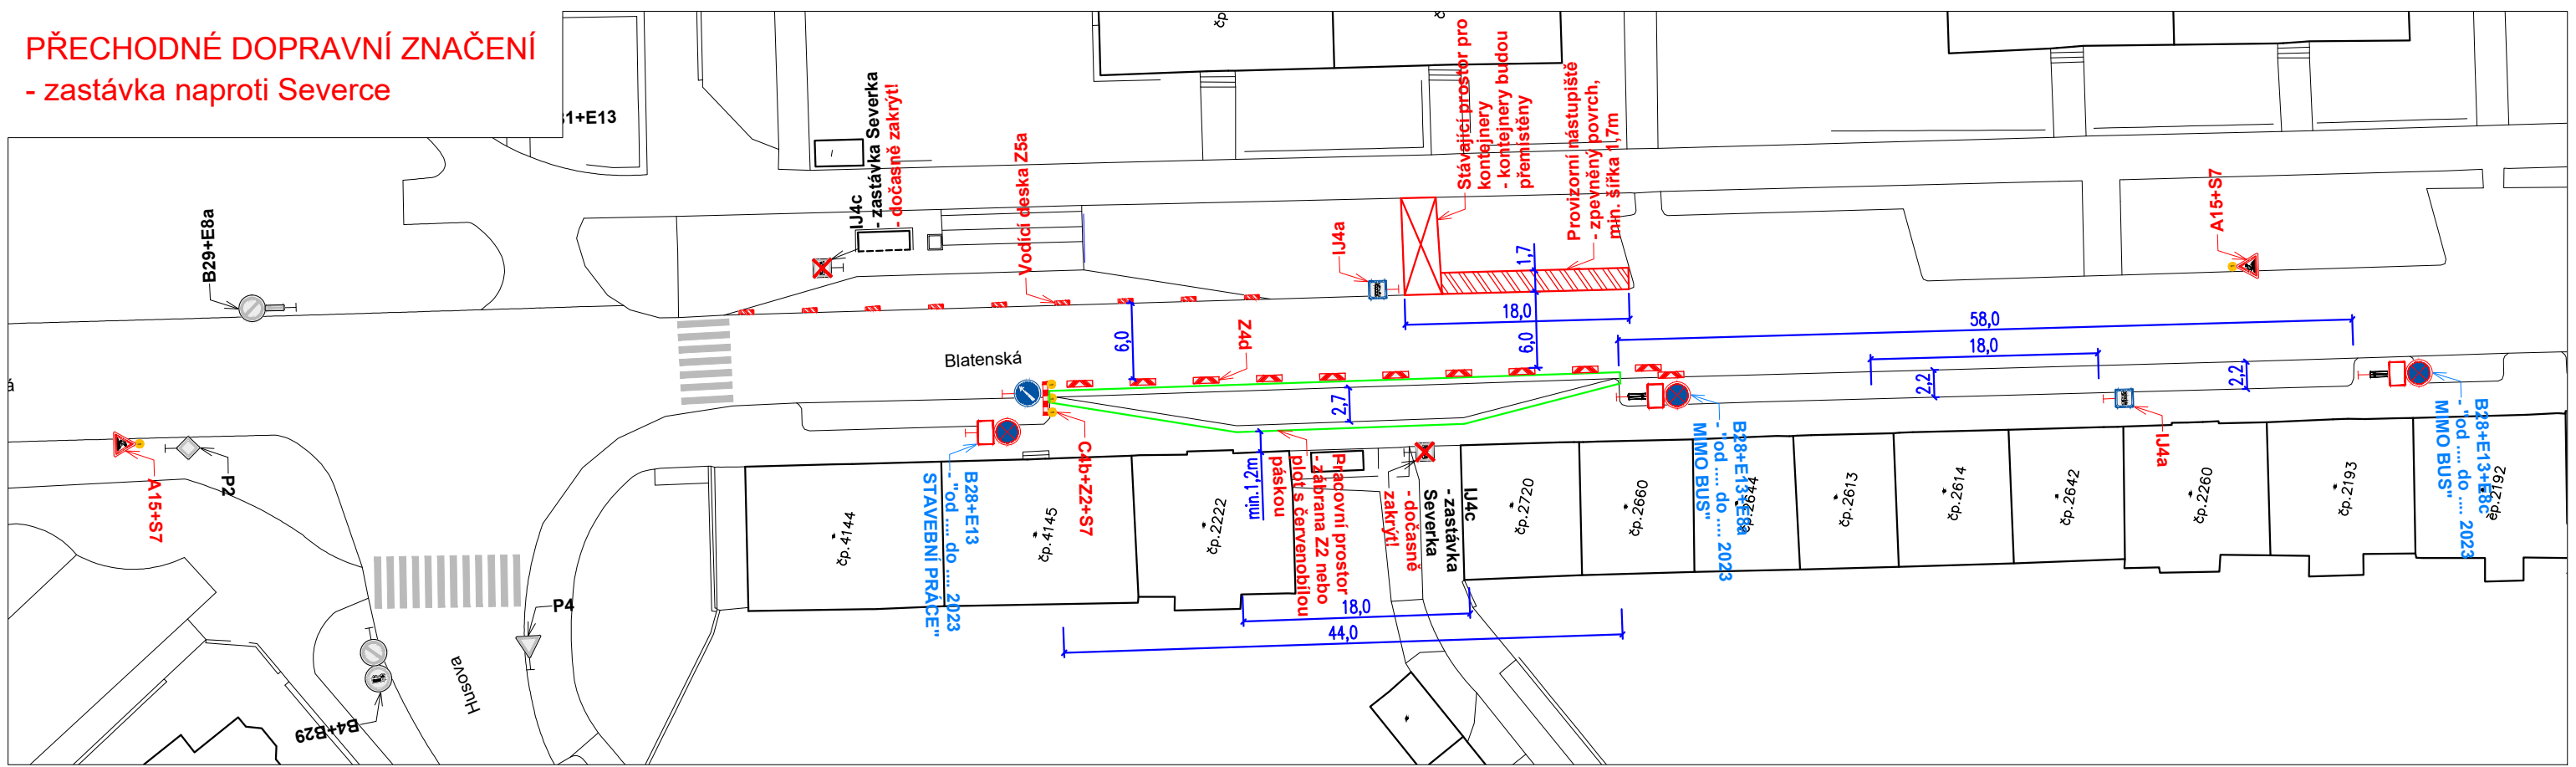 PŘECHODNÉ DOPRAVNÍ ZNAČENÍ
- zastávka naproti Severce
1+E13
čp
B29+E8a
IJ4c
- zastávka Severka
- dočasně zakrýt!
Vodící deska Z5a
IJ4a
Stávající prostor pro
kontejnery
- kontejnery budou
přemístěny
Provizorní nástupiště
- zpevněný povrch,
min. šířka 1,7m
A15+S7
1,7
18,0
6,0
6,0
Z4d
Blatenská
58,0
18,0
2,2
2,2
2,7
á
A15+S7
P2
B28+E13
- "od .... do ..... 2023
STAVEBNÍ PRÁCE"
C4b+Z2+S7
min.1,2m
Pracovní prostor
- zábrana Z2 nebo
plot s červenobílou
páskou
IJ4c
- zastávka
Severka
- dočasně
zakrýt!
B28+E13+E8a
- "od .... do ..... 2023
MIMO BUS"
IJ4a
B28+E13+E8c
- "od .... do .... 2023
MIMO BUS"
čp.4144
čp.4145
čp.2222
čp.2720
čp.2660
čp.2644
čp.2613
čp.2614
čp.2642
čp.2260
čp.2193
čp.2192
18,0
44,0
P4
Husova
B4+B29